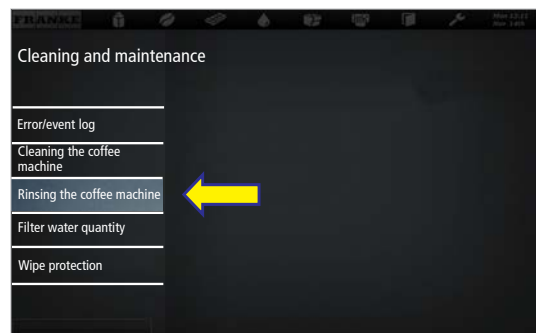 FRANKE
Cleaning and maintenance
Error/event log
Cleaning the coffee
machine
Rinsing the coffee machine
Filter water quantity
Wipe protection